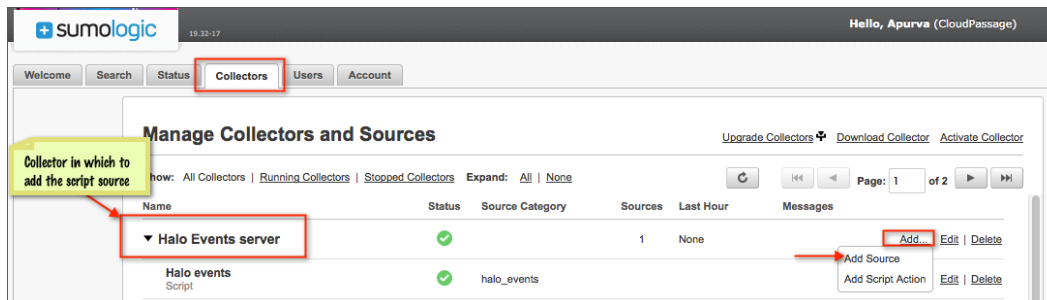 sumologic
19.32-17
Hello, Apurva (CloudPassage)
Welcome Search Status Collectors Users Account
Manage Collectors and Sources
Upgrade Collectors Download Collector Activate Collector
Collector in which to
add the script source
how: All Collectors | Running Collectors | Stopped Collectors Expand: All | None
Page: 1 of 2
Name Status Source Category Sources Last Hour Messages
Halo Events server 1 None Add... Edit | Delete
Add Source
Add Script Action
Halo events halo_events Edit | Delete
Script